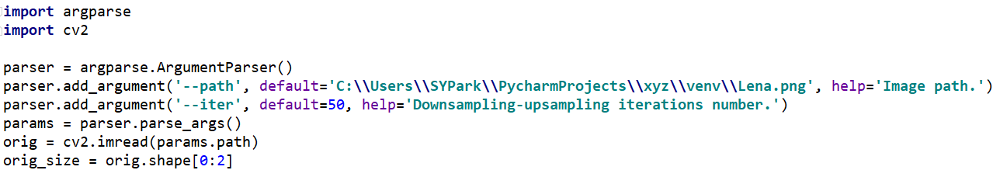 import argparse
import cv2
parser = argparse.ArgumentParser()
parser.add_argument('--path', default='C:\\Users\\SYPark\\PycharmProjects\\xyz\\venv\\Lena.png', help='Image path.')
parser.add_argument('--iter', default=50, help='Downsampling-upsampling iterations number.')
params = parser.parse_args()
orig = cv2.imread(params.path)
orig_size = orig.shape[0:2]